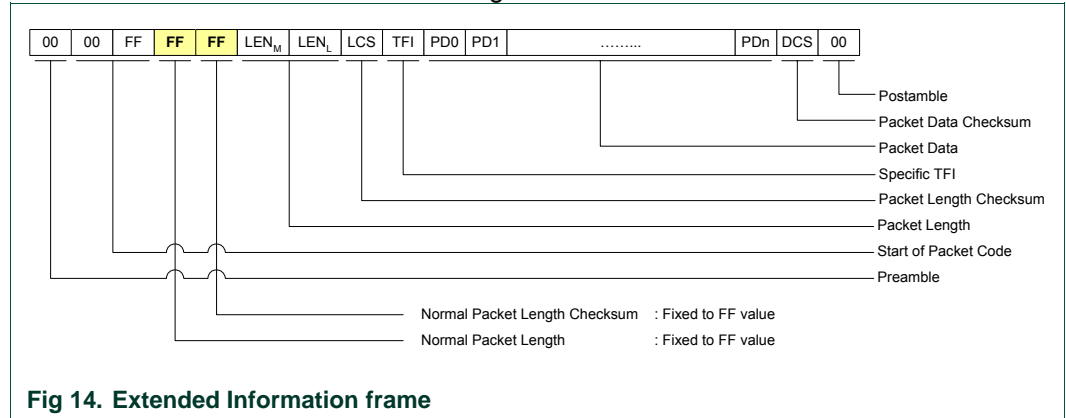 00 00 FF FF FF LEN_M LEN_L LCS TFI PD0 PD1 ......... PDn DCS 00
Postamble
Packet Data Checksum
Packet Data
Specific TFI
Packet Length Checksum
Packet Length
Start of Packet Code
Preamble
Normal Packet Length Checksum : Fixed to FF value
Normal Packet Length : Fixed to FF value
Fig 14. Extended Information frame